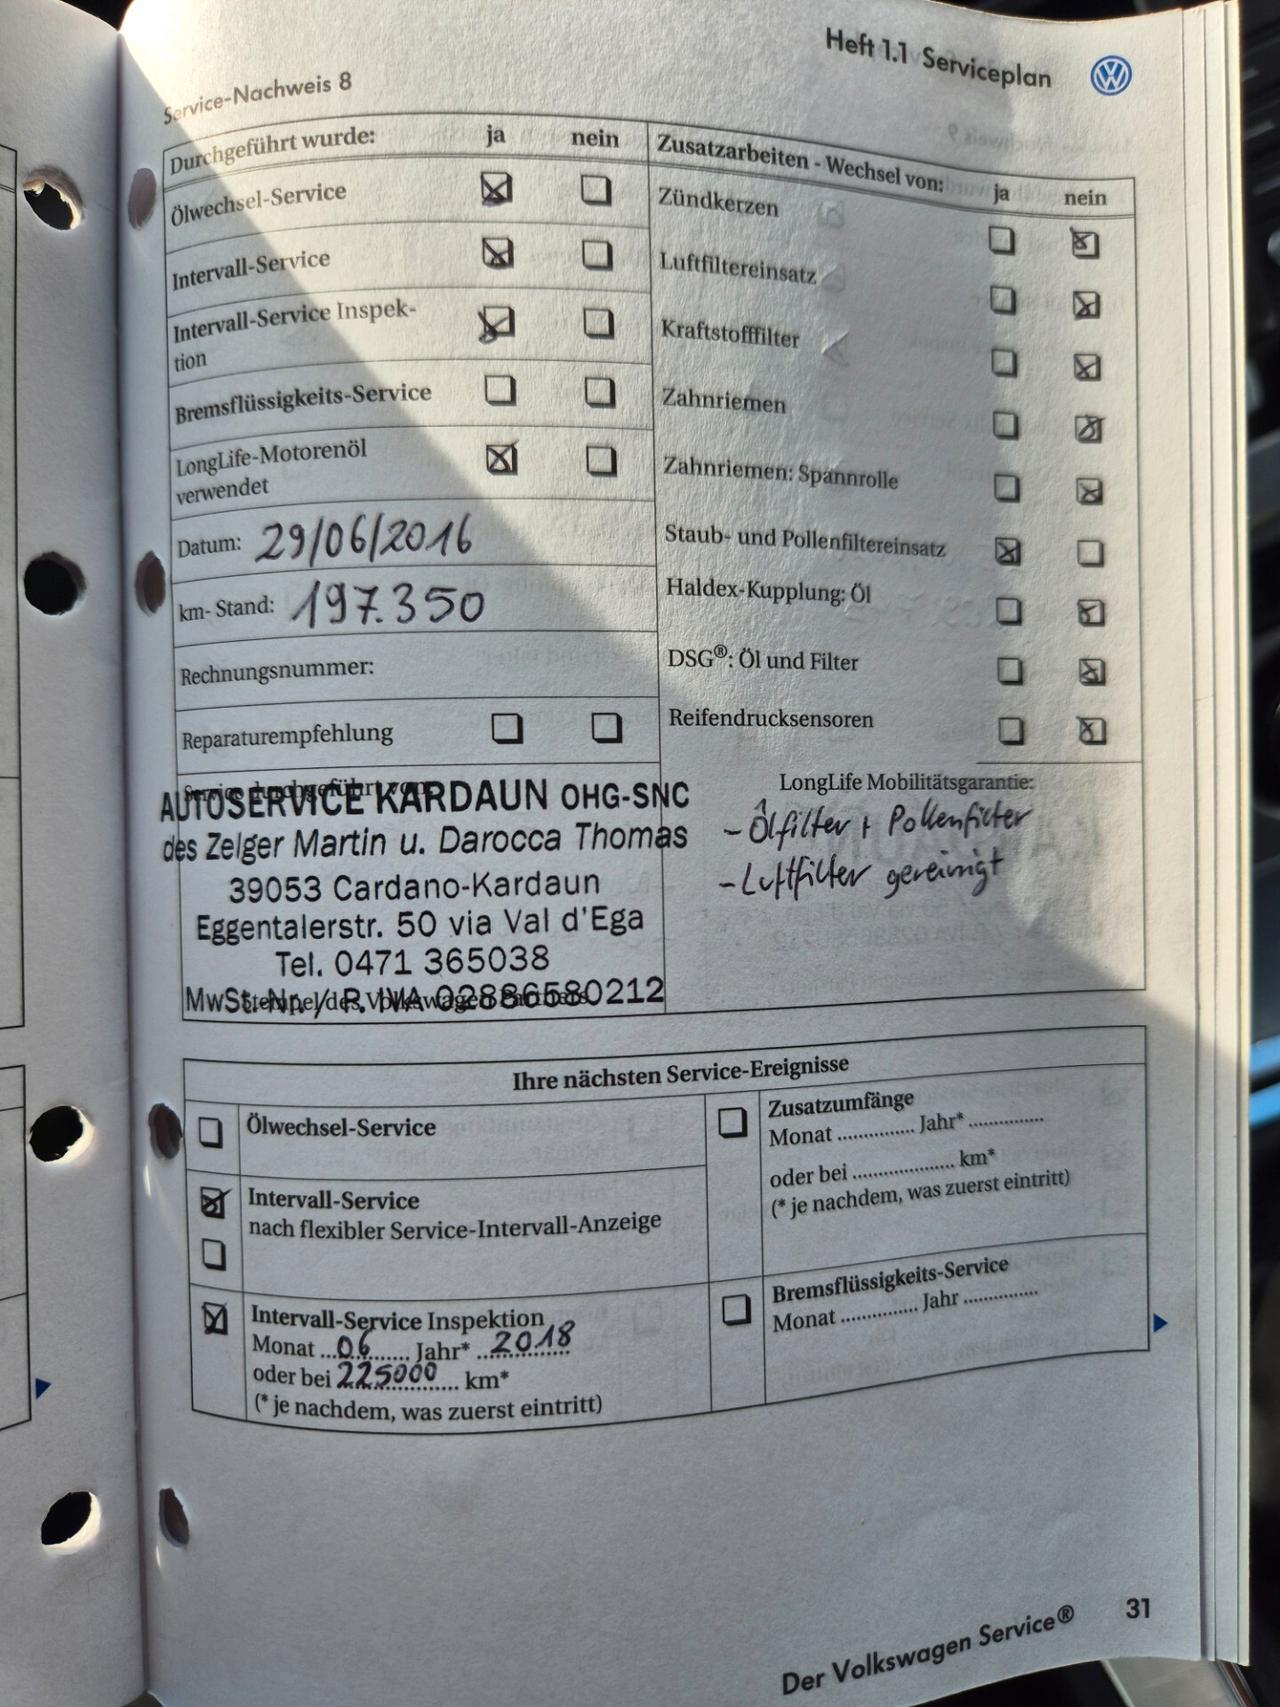 Heft 1.1 Serviceplan
Service-Nachweis 8
Durchgeführt wurde: ja nein
Ölwechsel-Service
Intervall-Service
Intervall-Service Inspek-
tion
Bremsflüssigkeits-Service
LongLife-Motorenöl
verwendet
Datum: 29/06/2016
km- Stand: 197.350
Rechnungsnummer:
Reparaturempfehlung
Service durchgeführt von:
AUTOSERVICE KARDAUN OHG-SNC
des Zelger Martin u. Darocca Thomas
39053 Cardano-Kardaun
Eggentalerstr. 50 via Val d'Ega
Tel. 0471 365038
MwSt. Nr. / P. IVA 02886580212
Stempel des Volkswagen Partners
Zusatzarbeiten - Wechsel von: ja nein
Zündkerzen
Luftfiltereinsatz
Kraftstofffilter
Zahnriemen
Zahnriemen: Spannrolle
Staub- und Pollenfiltereinsatz
Haldex-Kupplung: Öl
DSG®: Öl und Filter
Reifendrucksensoren
LongLife Mobilitätsgarantie:
- Ölfilter + Pollenfilter
- Luftfilter gereinigt
Ihre nächsten Service-Ereignisse
Ölwechsel-Service
Intervall-Service
nach flexibler Service-Intervall-Anzeige
Intervall-Service Inspektion
Monat ...06....... Jahr* ..2018
oder bei 225000... km*
(* je nachdem, was zuerst eintritt)
Zusatzumfänge
Monat .............. Jahr* ..............
oder bei ................... km*
(* je nachdem, was zuerst eintritt)
Bremsflüssigkeits-Service
Monat .............. Jahr ..............
Der Volkswagen Service® 31